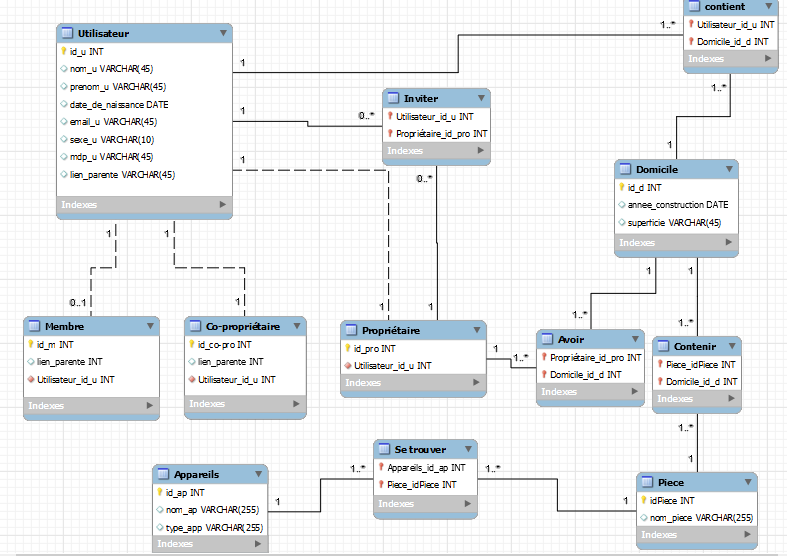 contient
Utilisateur_id_u INT
Domicile_id_d INT
Indexes
Utilisateur
id_u INT
nom_u VARCHAR(45)
prenom_u VARCHAR(45)
date_de_naissance DATE
email_u VARCHAR(45)
sexe_u VARCHAR(10)
mdp_u VARCHAR(45)
lien_parente VARCHAR(45)
Indexes
1
1..*
1
0..*
1
1
1
Inviter
Utilisateur_id_u INT
Propriétaire_id_pro INT
Indexes
0..*
1..*
1
Domicile
id_d INT
annee_construction DATE
superficie VARCHAR(45)
Indexes
1
1
0..1
1
1
1
1..*
1..*
Membre
id_m INT
lien_parente INT
Utilisateur_id_u INT
Indexes
Co-propriétaire
id_co-pro INT
lien_parente INT
Utilisateur_id_u INT
Indexes
Propriétaire
id_pro INT
Utilisateur_id_u INT
Indexes
1
1..*
Avoir
Propriétaire_id_pro INT
Domicile_id_d INT
Indexes
Contenir
Piece_idPiece INT
Domicile_id_d INT
Indexes
1..*
1
Appareils
id_ap INT
nom_ap VARCHAR(255)
type_app VARCHAR(255)
Indexes
1
1..*
Se trouver
Appareils_id_ap INT
Piece_idPiece INT
Indexes
1..*
1
Piece
idPiece INT
nom_piece VARCHAR(255)
Indexes